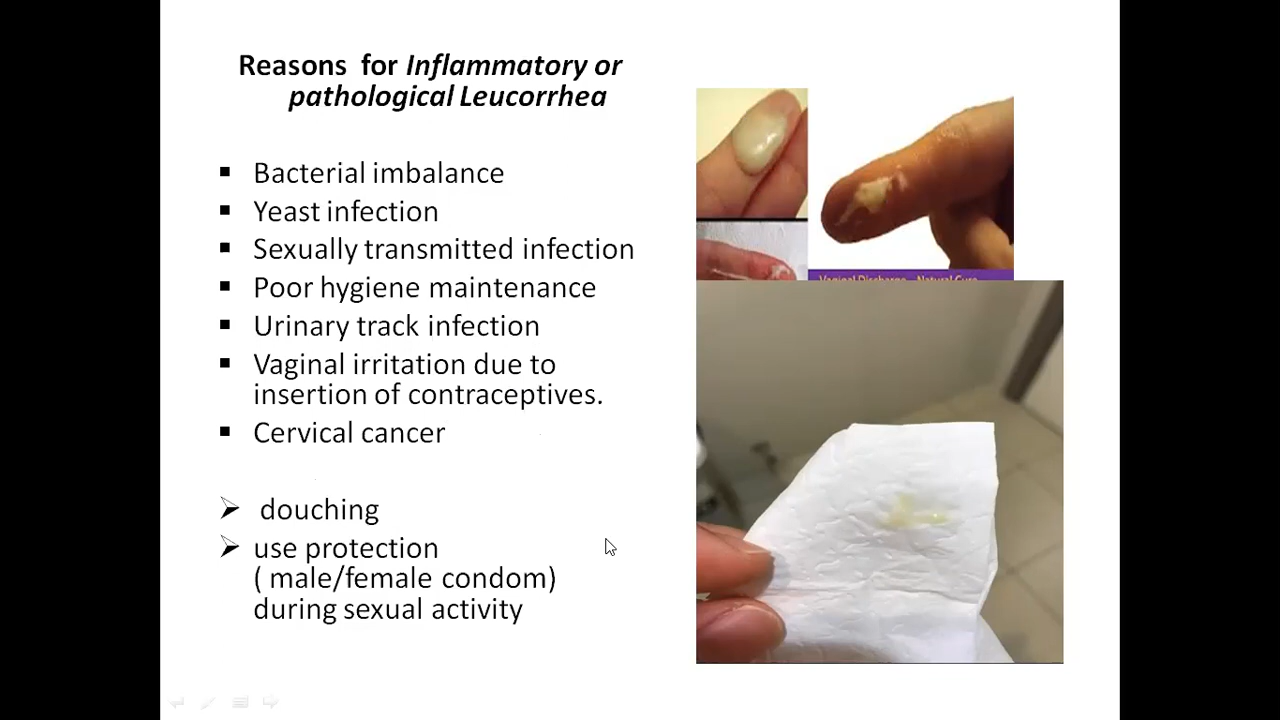 Reasons for Inflammatory or
pathological Leucorrhea
Bacterial imbalance
Yeast infection
Sexually transmitted infection
Poor hygiene maintenance
Urinary track infection
Vaginal irritation due to
insertion of contraceptives.
Cervical cancer
douching
use protection
( male/female condom)
during sexual activity
Vaginal Discharge - Natural Cure